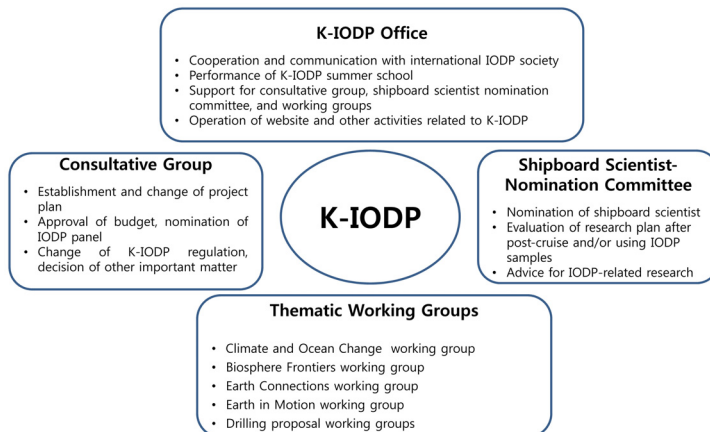 K-IODP Office
• Cooperation and communication with international IODP society
• Performance of K-IODP summer school
• Support for consultative group, shipboard scientist nomination
committee, and working groups
• Operation of website and other activities related to K-IODP
Consultative Group
• Establishment and change of project
plan
• Approval of budget, nomination of
IODP panel
• Change of K-IODP regulation,
decision of other important matter
K-IODP
Shipboard Scientist-
Nomination Committee
• Nomination of shipboard scientist
• Evaluation of research plan after
post-cruise and/or using IODP
samples
• Advice for IODP-related research
Thematic Working Groups
• Climate and Ocean Change working group
• Biosphere Frontiers working group
• Earth Connections working group
• Earth in Motion working group
• Drilling proposal working groups